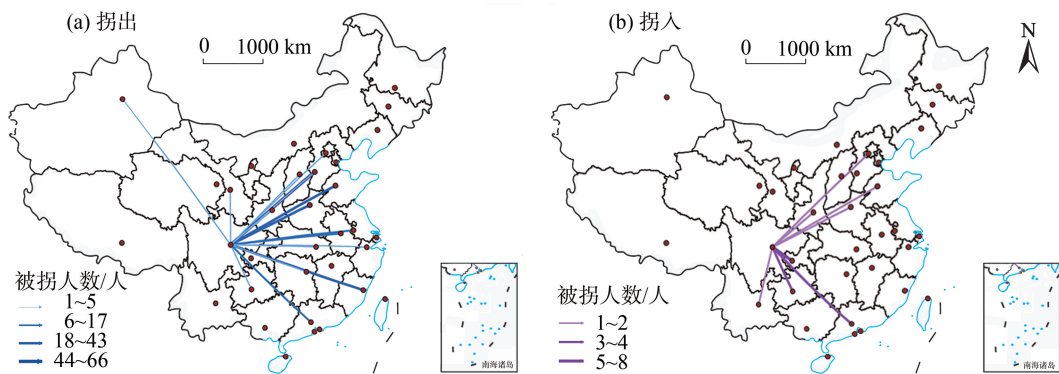 (a) 拐出
0 1000 km
被拐人数/人
1~5
6~17
18~43
44~66
南海诸岛
(b) 拐入
0 1000 km
N
被拐人数/人
1~2
3~4
5~8
南海诸岛